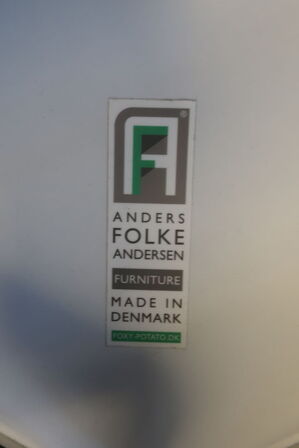 ®
ANDERS
FOLKE
ANDERSEN
FURNITURE
MADE IN
DENMARK
FOXY-POTATO.DK